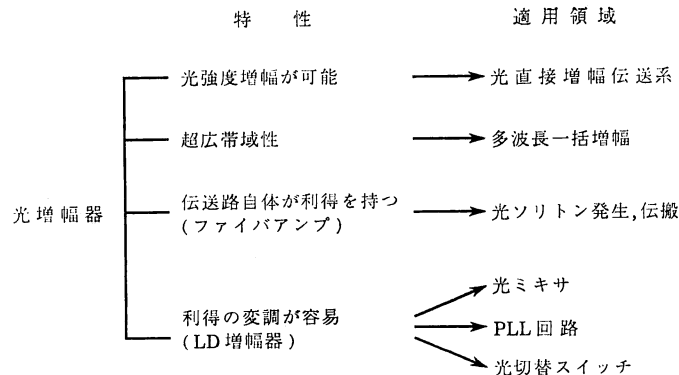 特性 適用領域
光強度増幅が可能 光直接増幅伝送系
超広帯域性 多波長一括増幅
光増幅器
伝送路自体が利得を持つ
(ファイバアンプ)
光ソリトン発生,伝搬
利得の変調が容易
(LD増幅器)
光ミキサ
PLL回路
光切替スイッチ